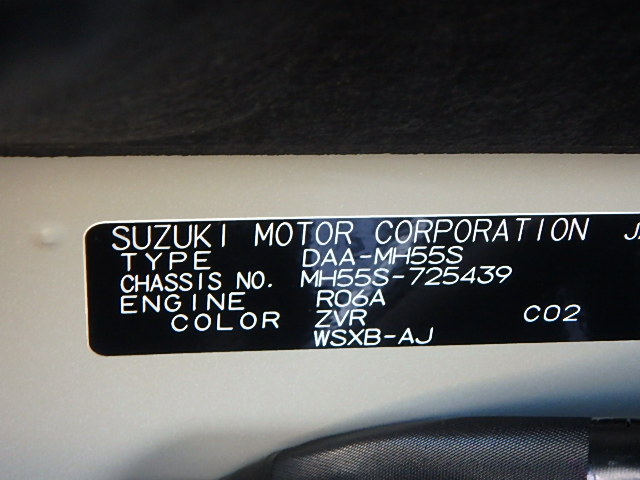 SUZUKI MOTOR CORPORATION
TYPE DAA-MH55S
CHASSIS NO. MH55S-725439
ENGINE R06A
COLOR ZVR C02
WSXB-AJ